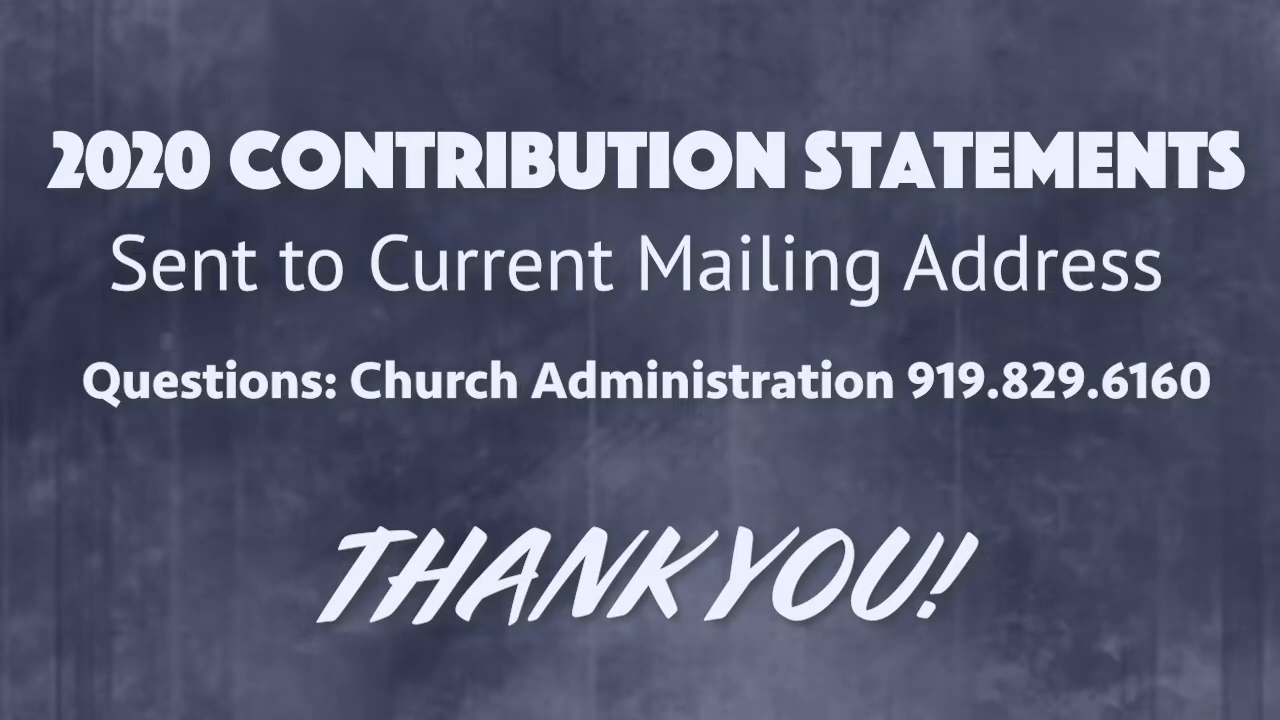 2020 CONTRIBUTION STATEMENTS
Sent to Current Mailing Address
Questions: Church Administration 919.829.6160
THANK YOU!